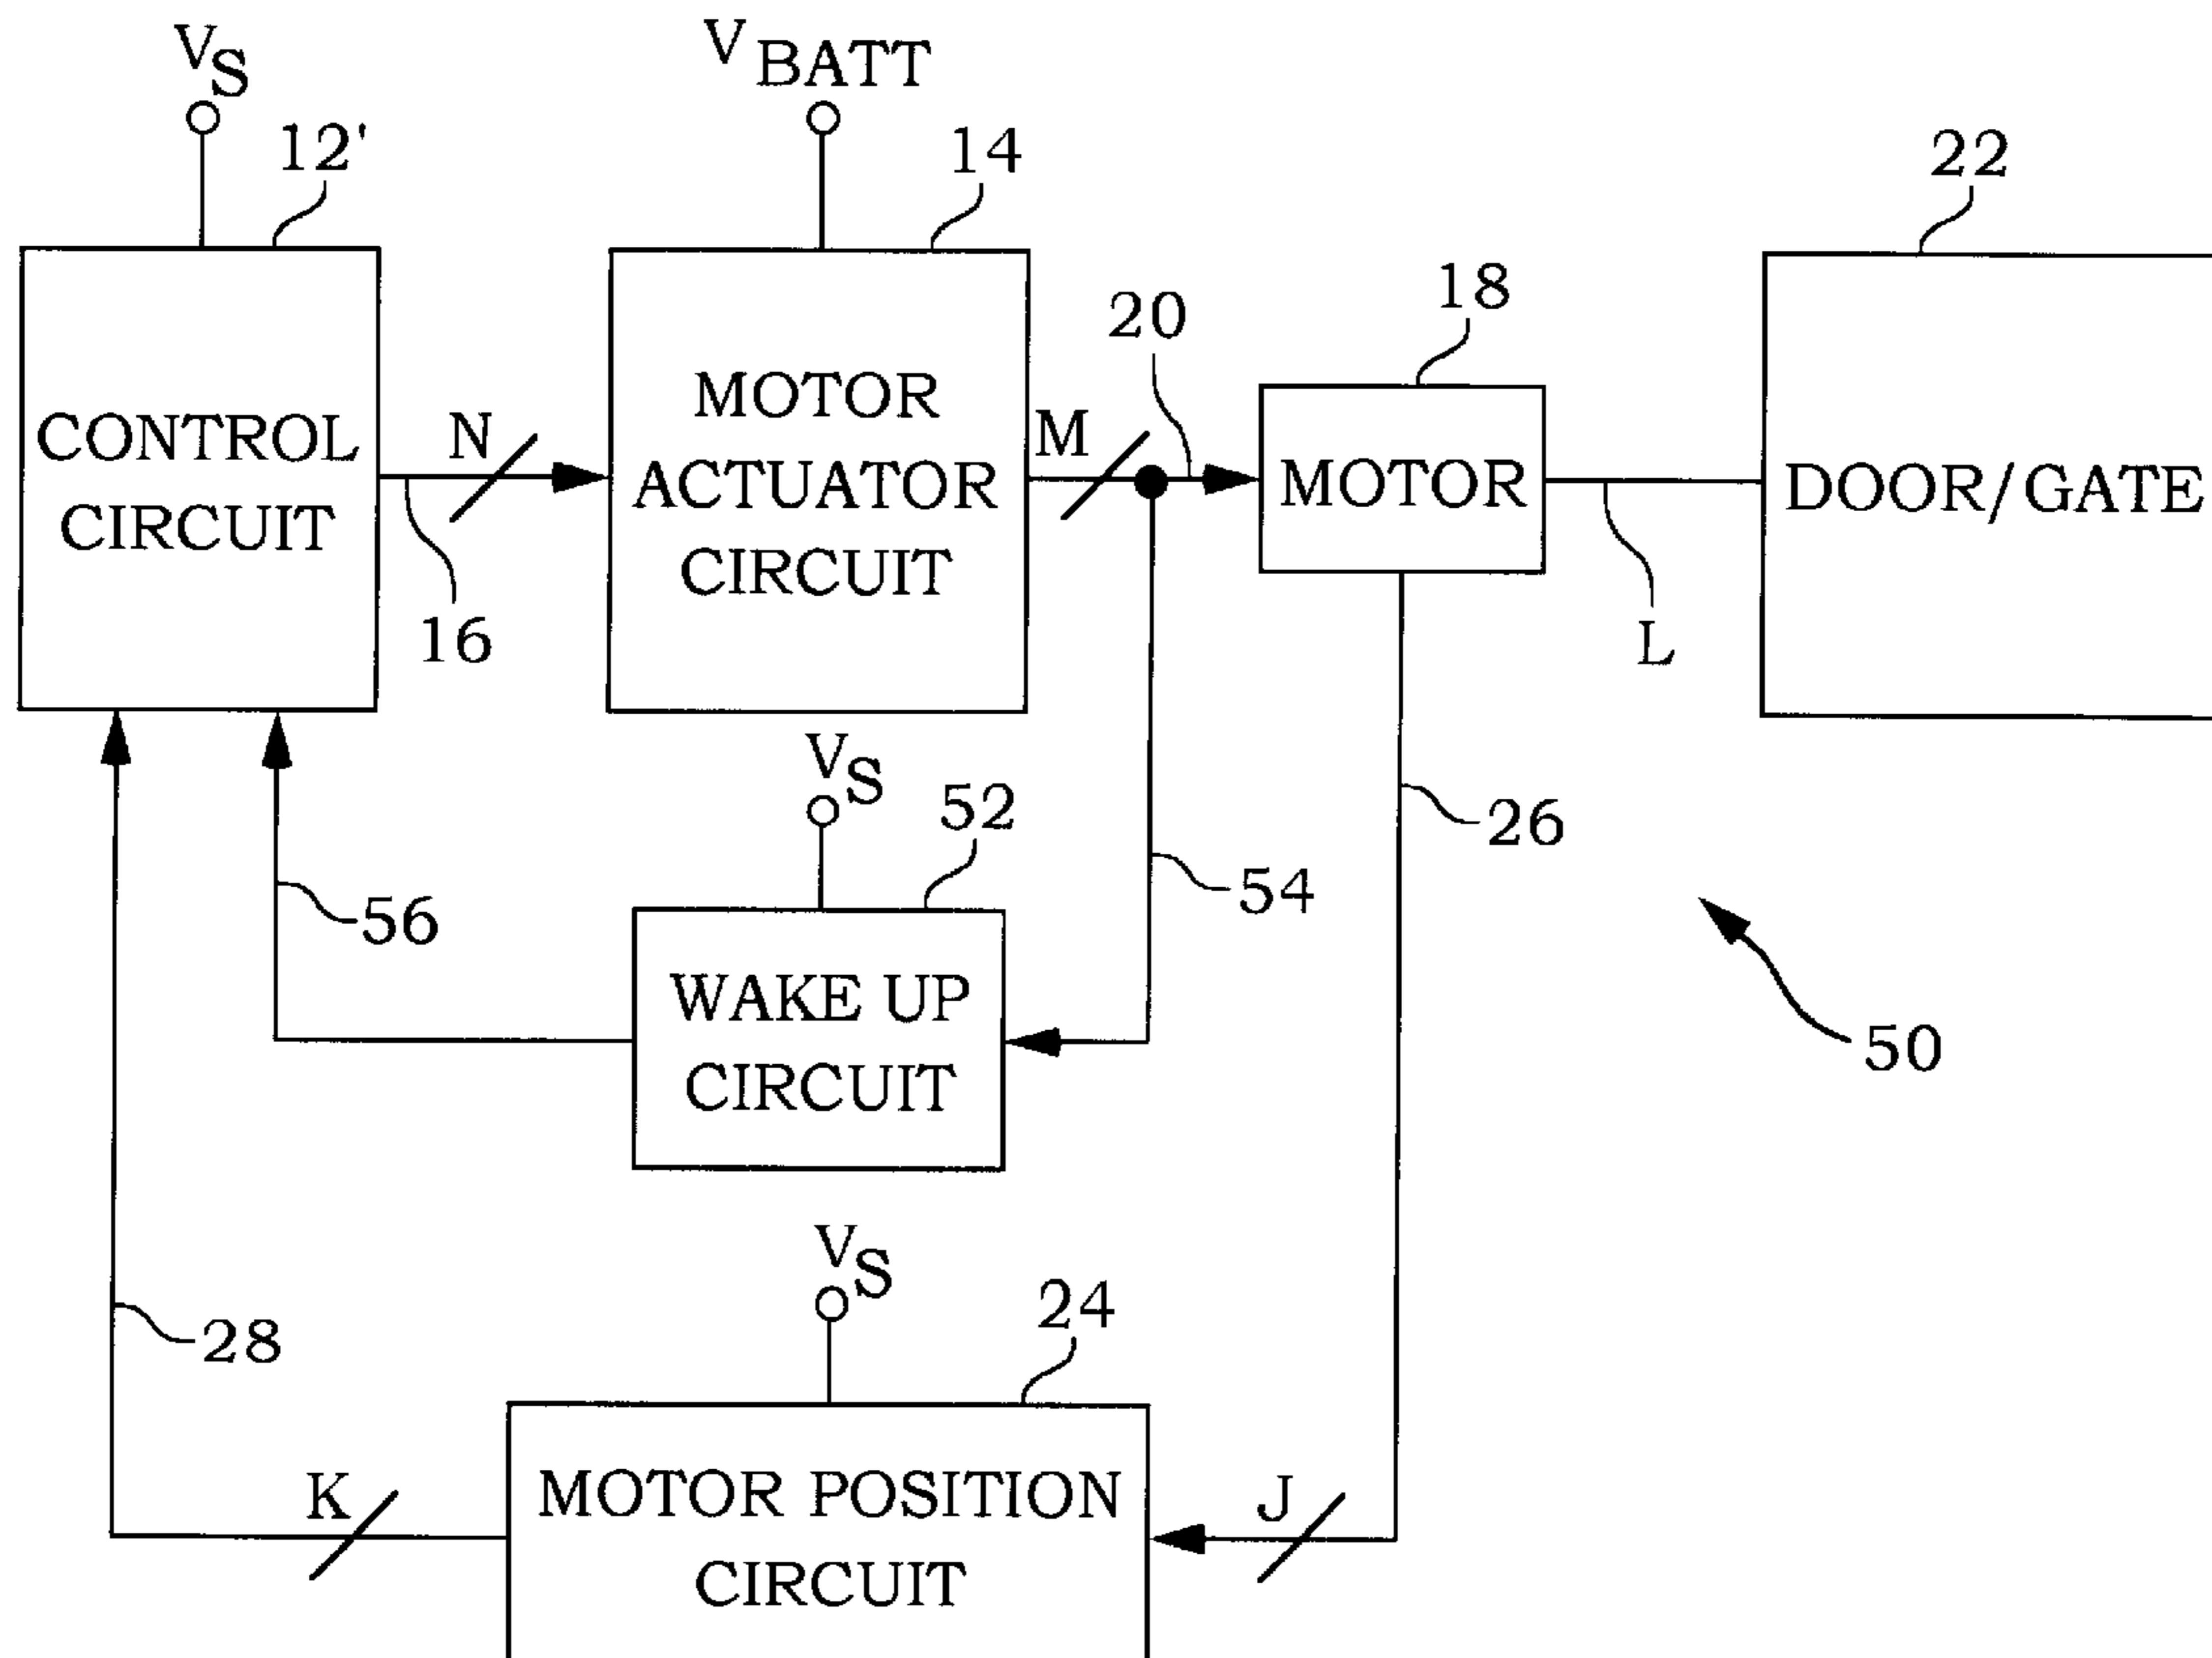 VS
VBATT
12'
14
22
18
20
CONTROL
CIRCUIT
N
MOTOR
ACTUATOR
CIRCUIT
M
MOTOR
DOOR/GATE
16
L
VS
52
26
54
56
WAKE UP
CIRCUIT
50
VS
24
28
K
MOTOR POSITION
CIRCUIT
J